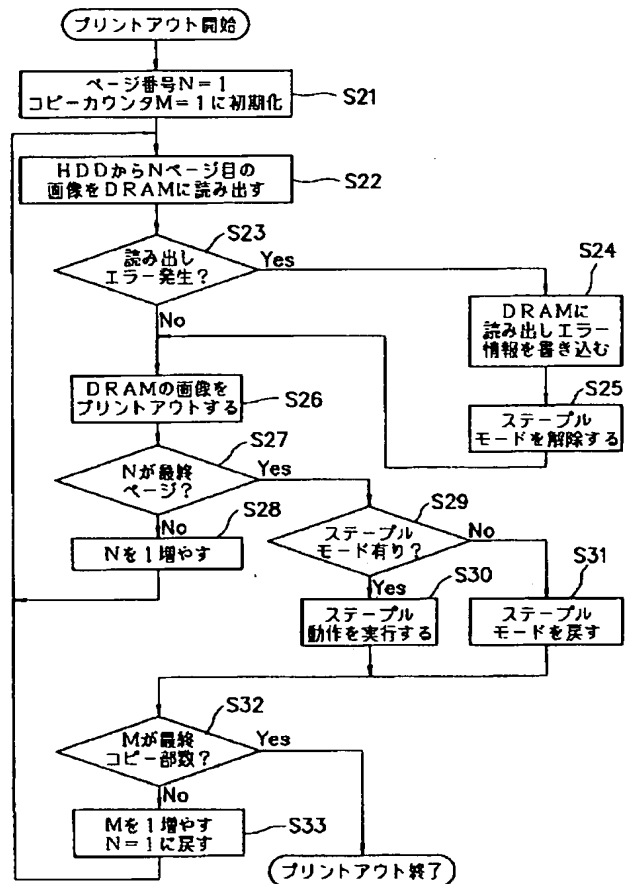 プリントアウト開始
ページ番号N=1
コピーカウンタM=1に初期化
S21
HDDからNページ目の
画像をDRAMに読み出す
S22
S23
読み出し
エラー発生?
Yes
No
S24
DRAMに
読み出しエラー
情報を書き込む
S25
ステープル
モードを解除する
DRAMの画像を
プリントアウトする
S26
S27
Nが最終
ページ?
Yes
No
S28
Nを1増やす
S29
ステープル
モード有り?
No
Yes
S30
ステープル
動作を実行する
S31
ステープル
モードを戻す
S32
Mが最終
コピー部数?
Yes
No
Mを1増やす
N=1に戻す
S33
プリントアウト終了